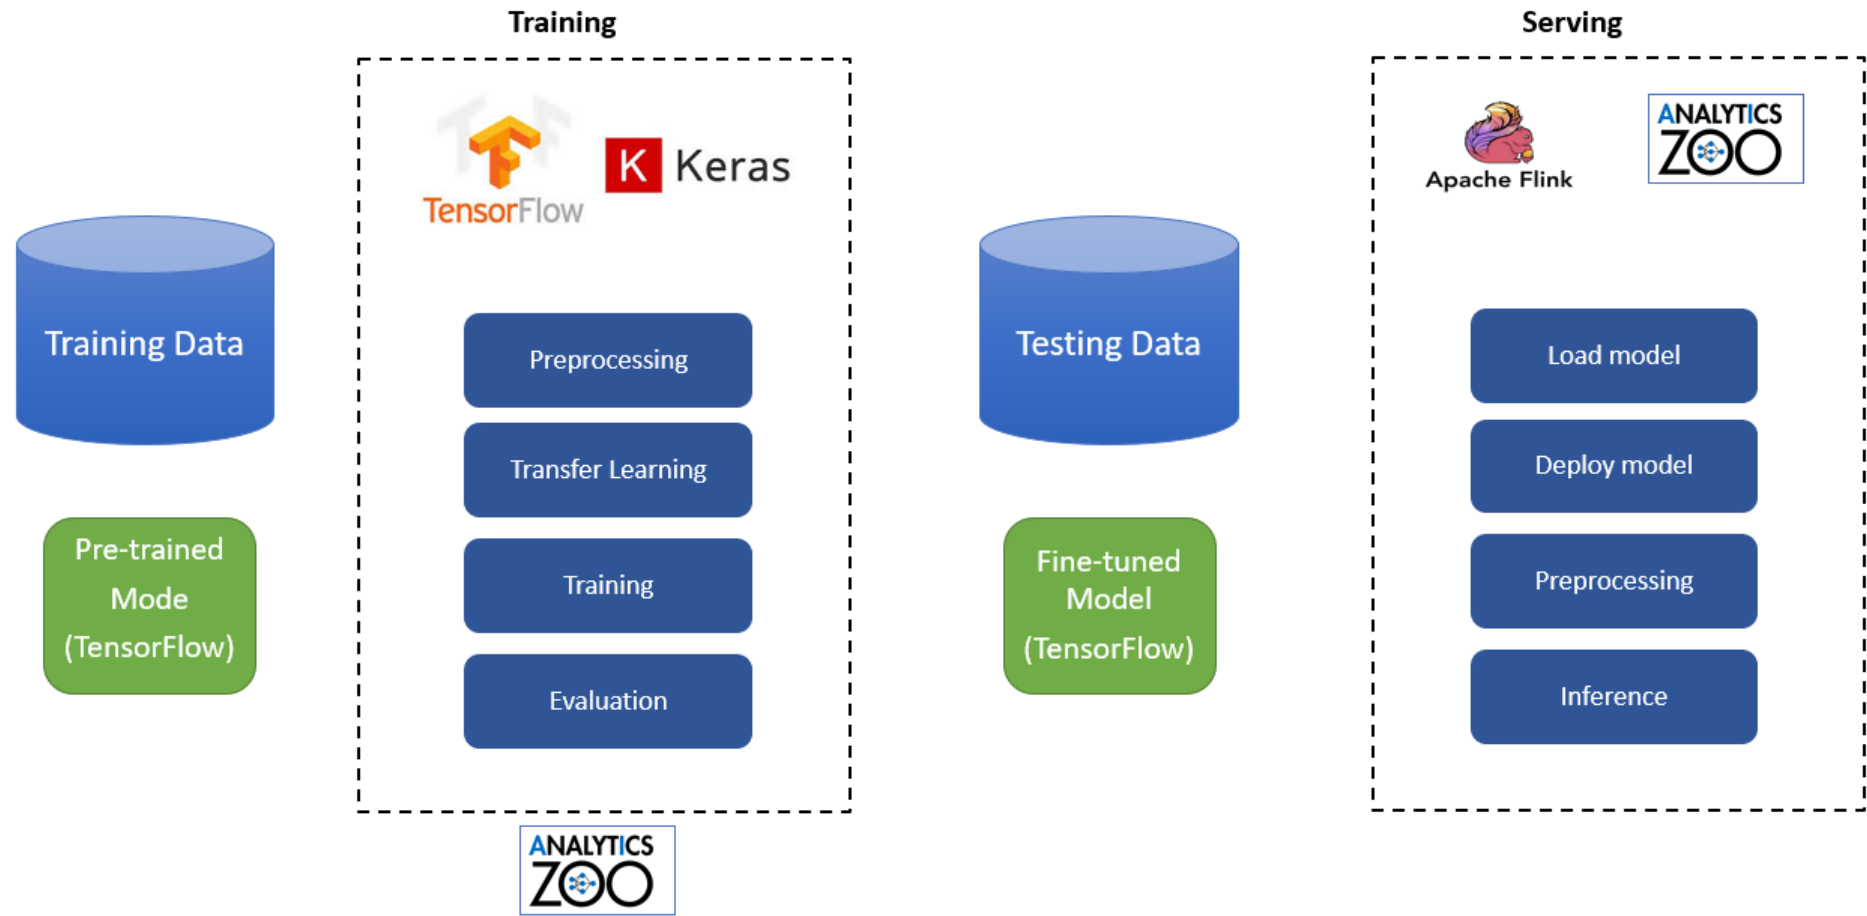 Training
Serving
TensorFlow
K Keras
Apache Flink
ANALYTICS
ZOO
Training Data
Preprocessing
Transfer Learning
Training
Evaluation
Pre-trained
Mode
(TensorFlow)
Testing Data
Fine-tuned
Model
(TensorFlow)
Load model
Deploy model
Preprocessing
Inference
ANALYTICS
ZOO